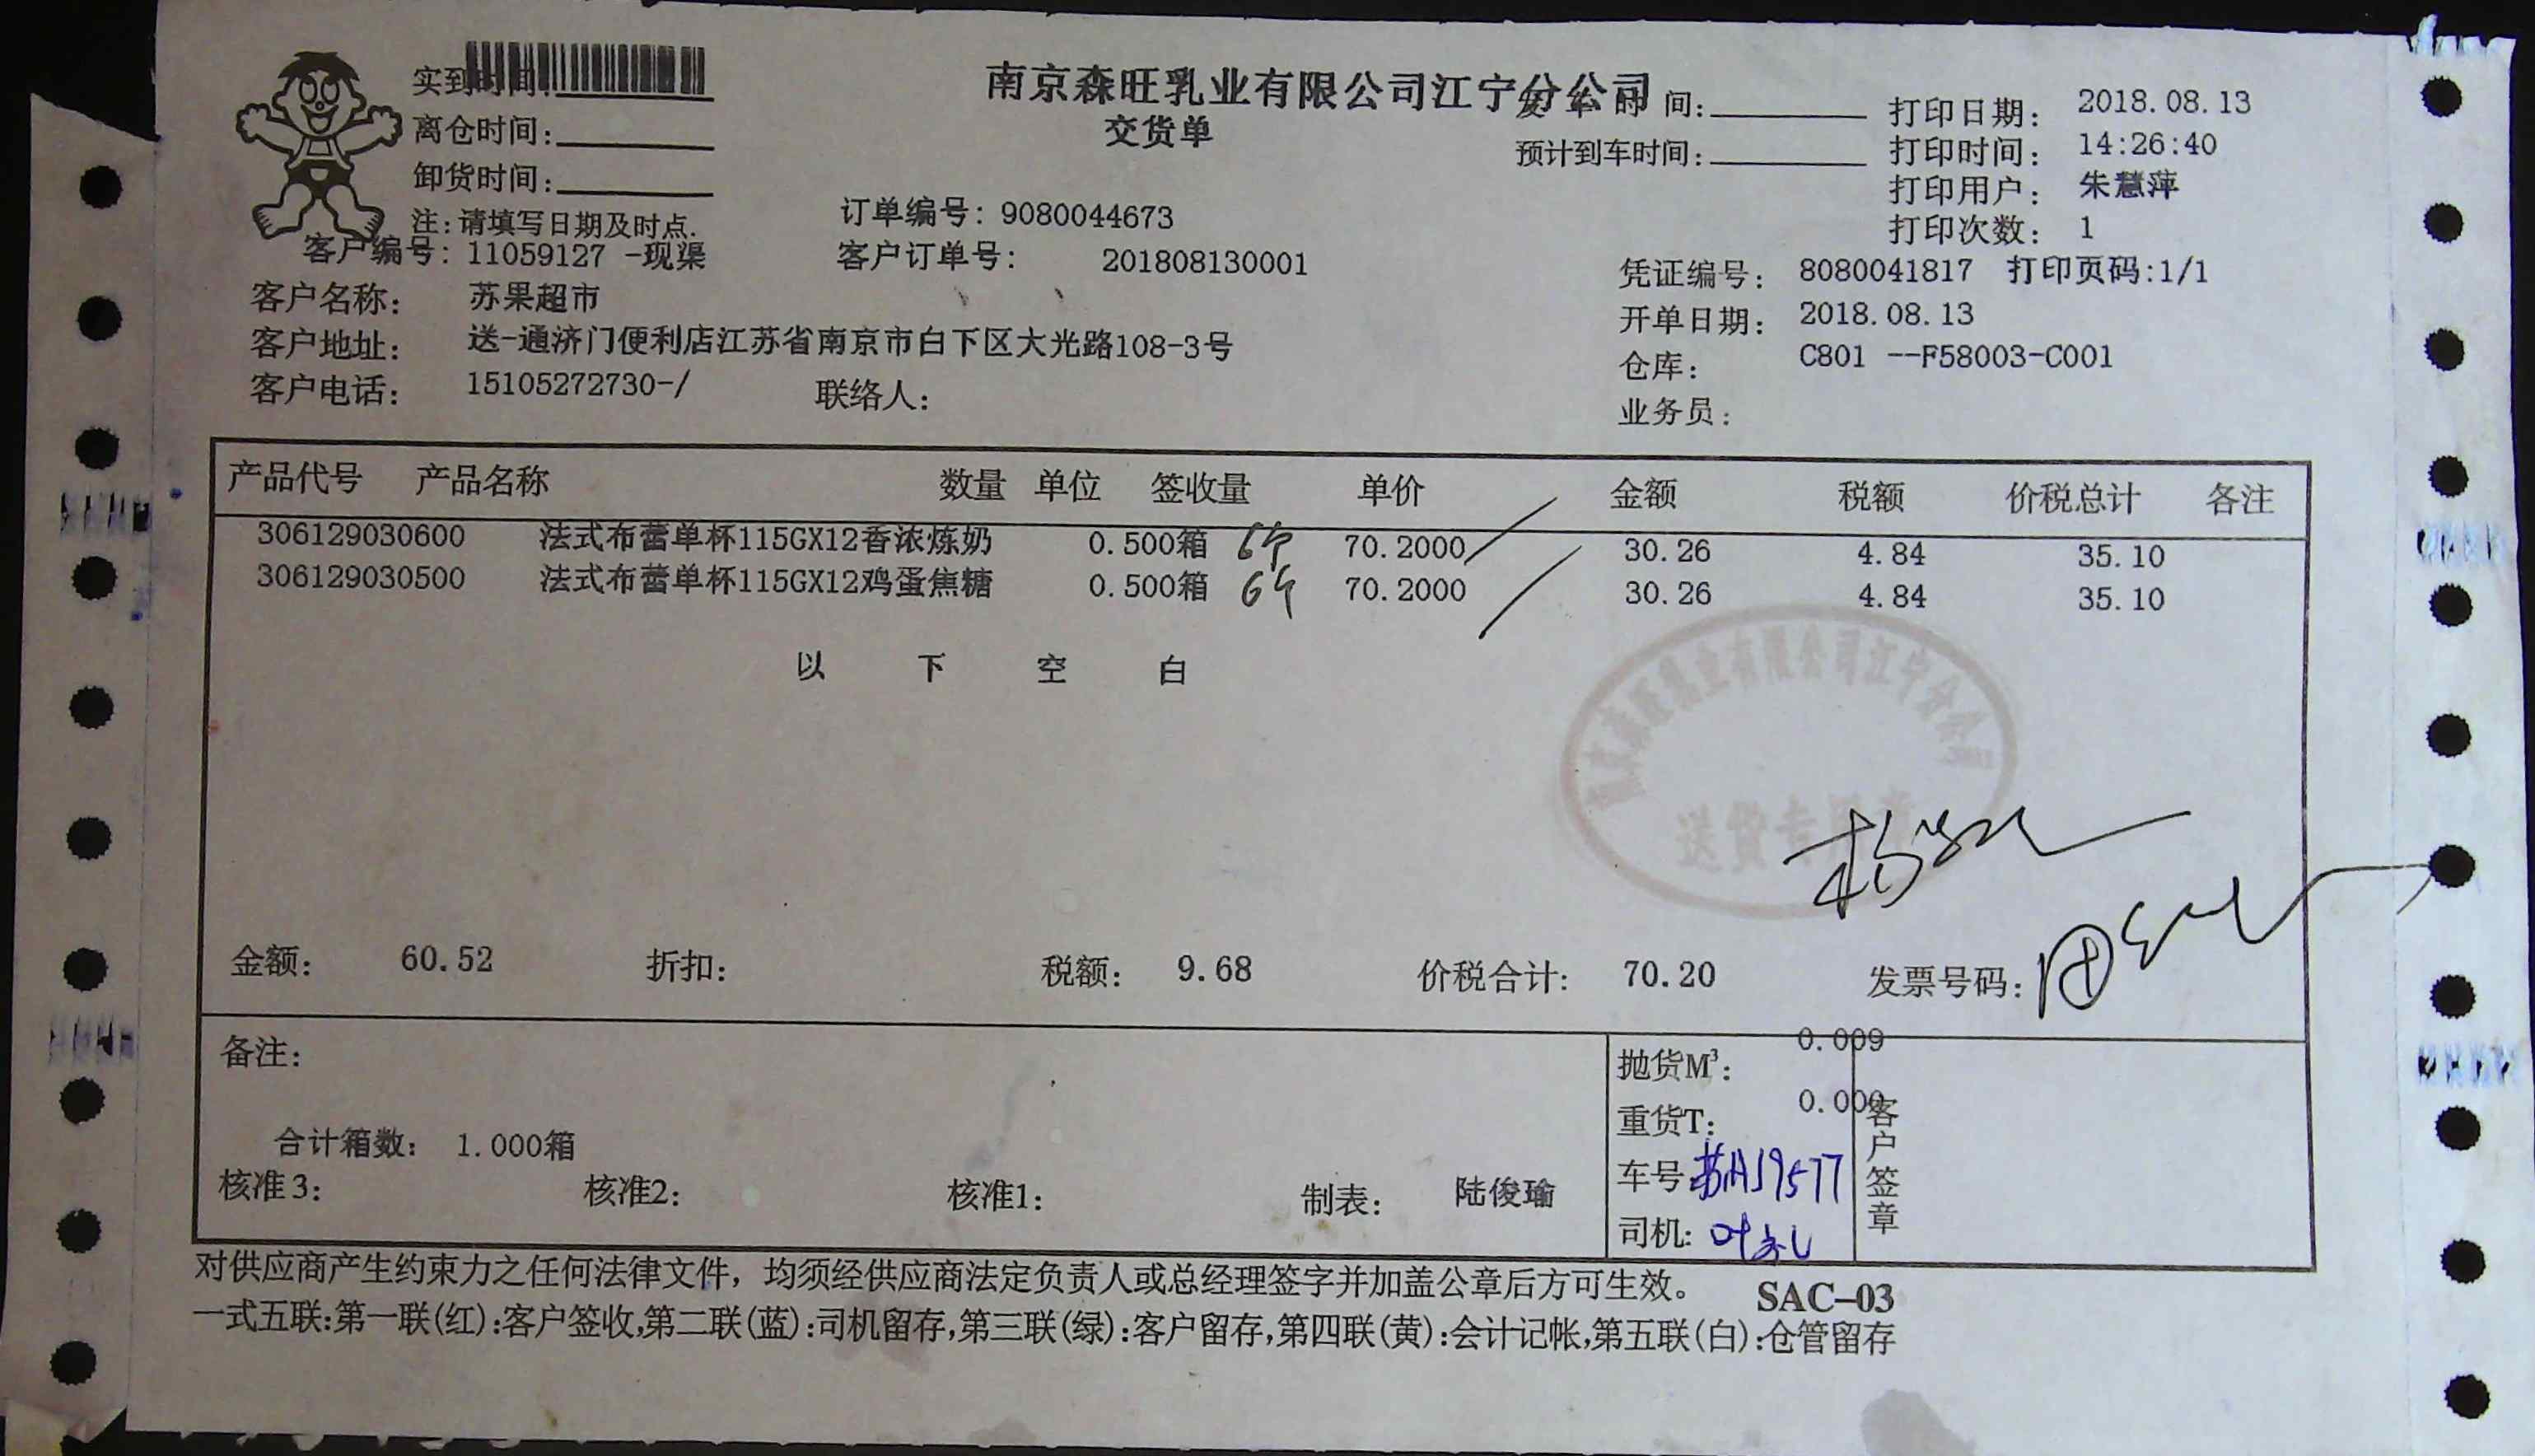 南京森旺乳业有限公司江宁分公司
交货单
实到时间:
离仓时间:
卸货时间:
注:请填写日期及时点.
发车时间:
预计到车时间:
打印日期: 2018.08.13
打印时间: 14:26:40
打印用户: 朱慧萍
打印次数: 1
订单编号: 9080044673
客户编号: 11059127 -现渠
客户订单号: 201808130001
凭证编号: 8080041817 打印页码:1/1
客户名称: 苏果超市
开单日期: 2018.08.13
客户地址: 送-通济门便利店江苏省南京市白下区大光路108-3号
仓库: C801 --F58003-C001
客户电话: 15105272730-/ 联络人:
业务员:
产品代号 产品名称 数量 单位 签收量 单价 金额 税额 价税总计 各注
306129030600 法式布蕾单杯115GX12香浓炼奶 0.500箱 6个 70.2000 30.26 4.84 35.10
306129030500 法式布蕾单杯115GX12鸡蛋焦糖 0.500箱 6个 70.2000 30.26 4.84 35.10
以 下 空 白
金额: 60.52 折扣: 税额: 9.68 价税合计: 70.20 发票号码:
备注:
抛货M³: 0.009
重货T: 0.000
合计箱数: 1.000箱
车号: 苏AJ9577
核准3: 核准2: 核准1: 制表: 陆俊瑜
司机:
客户签章
对供应商产生约束力之任何法律文件，均须经供应商法定负责人或总经理签字并加盖公章后方可生效。 SAC-03
一式五联:第一联(红):客户签收,第二联(蓝):司机留存,第三联(绿):客户留存,第四联(黄):会计记帐,第五联(白):仓管留存